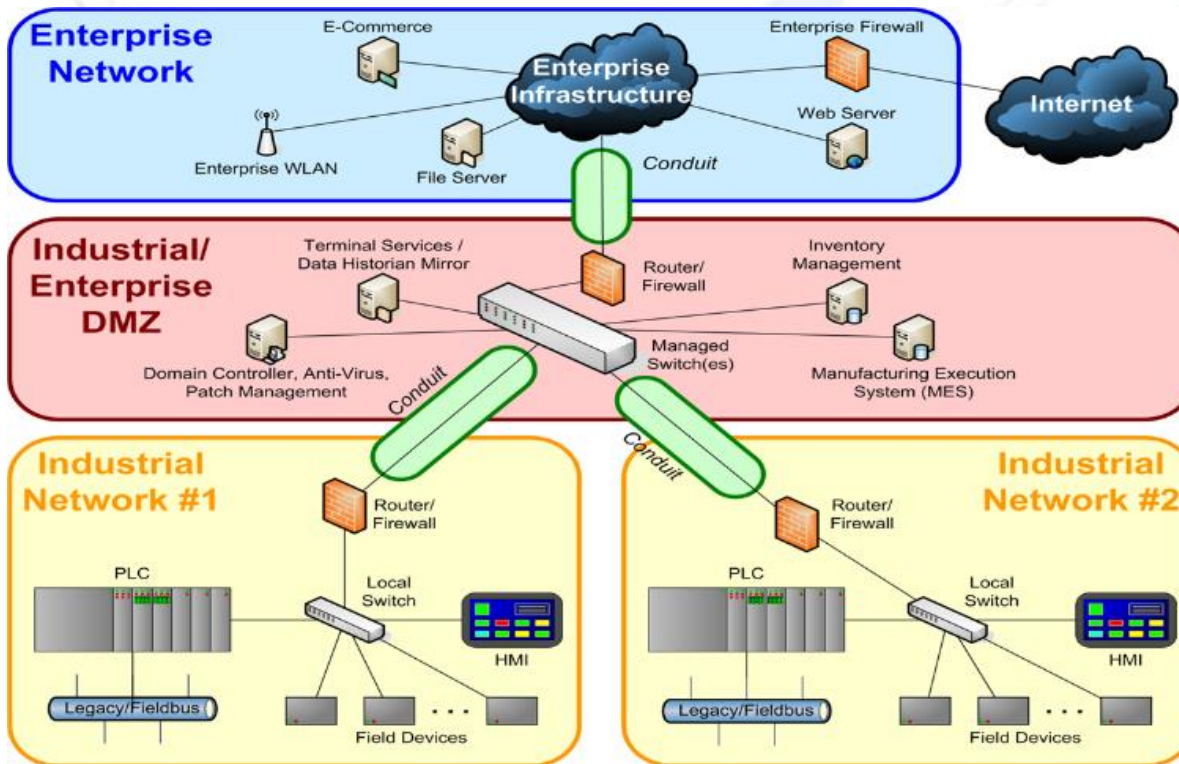 Enterprise
Network
E-Commerce
Enterprise WLAN
File Server
Enterprise
Infrastructure
Enterprise Firewall
Web Server
Internet
Conduit
Industrial/
Enterprise
DMZ
Terminal Services /
Data Historian Mirror
Router/
Firewall
Inventory
Management
Domain Controller, Anti-Virus,
Patch Management
Managed
Switch(es)
Manufacturing Execution
System (MES)
Conduit
Conduit
Industrial
Network #1
Router/
Firewall
PLC
Local
Switch
HMI
Legacy/Fieldbus
Field Devices
Industrial
Network #2
Router/
Firewall
PLC
Local
Switch
HMI
Legacy/Fieldbus
Field Devices